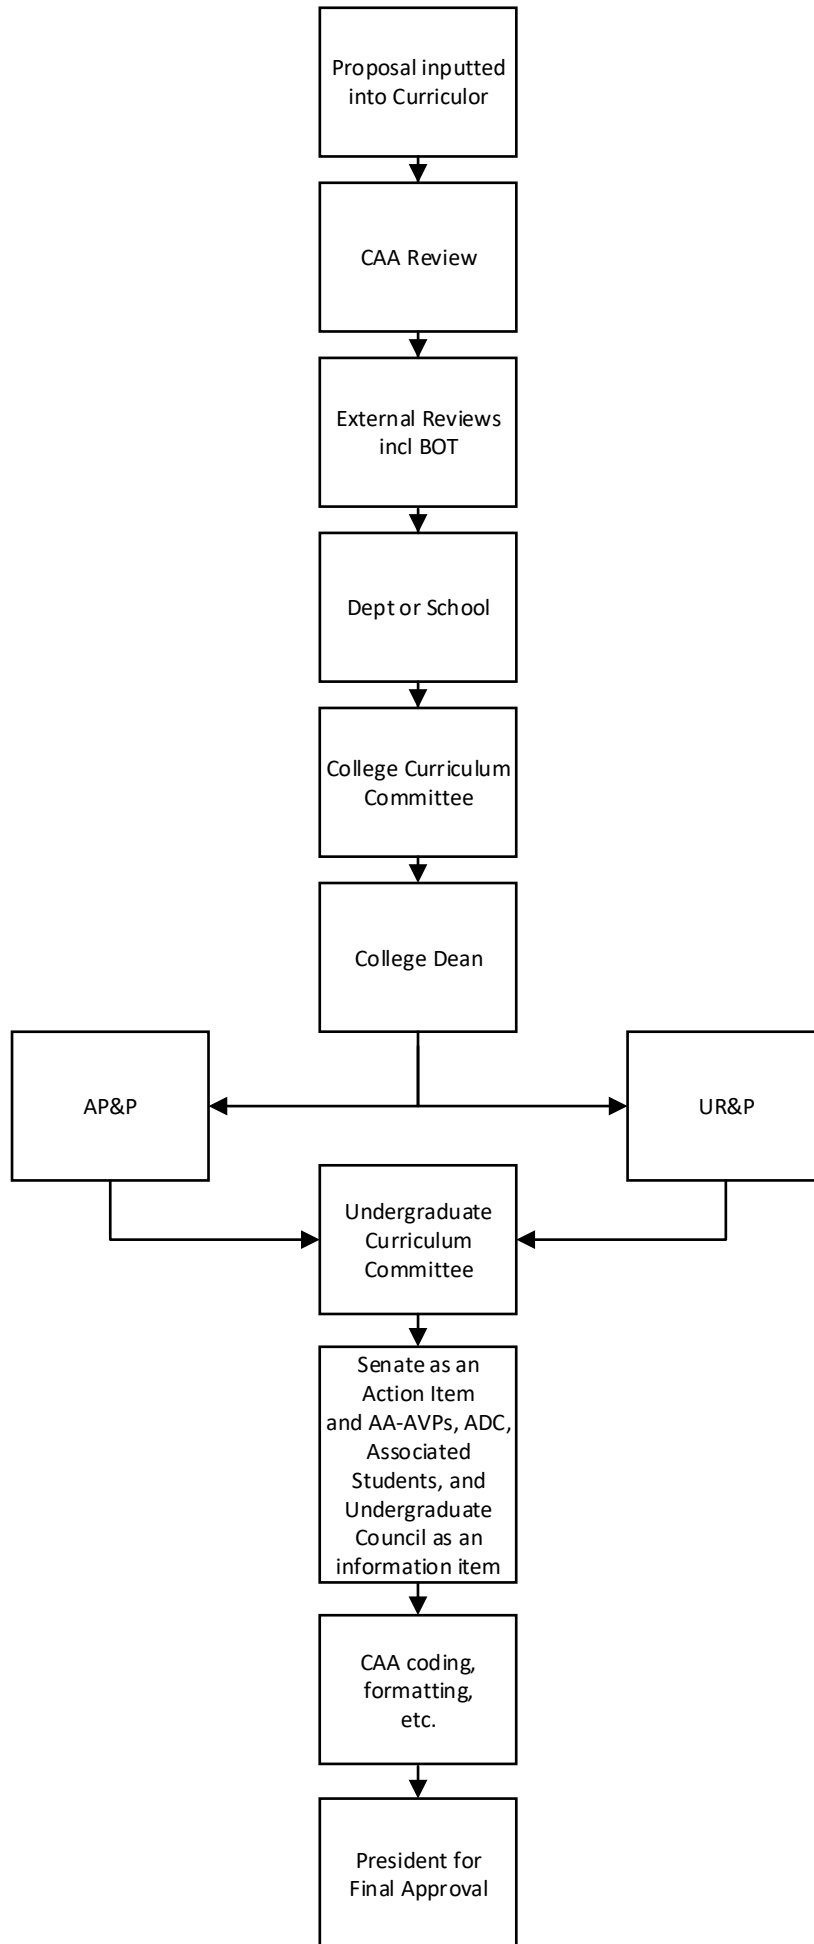 Proposal inputted
into Curriculor
CAA Review
External Reviews
incl BOT
Dept or School
College Curriculum
Committee
College Dean
AP&P
UR&P
Undergraduate
Curriculum
Committee
Senate as an
Action Item
and AA-AVPs, ADC,
Associated
Students, and
Undergraduate
Council as an
information item
CAA coding,
formatting,
etc.
President for
Final Approval